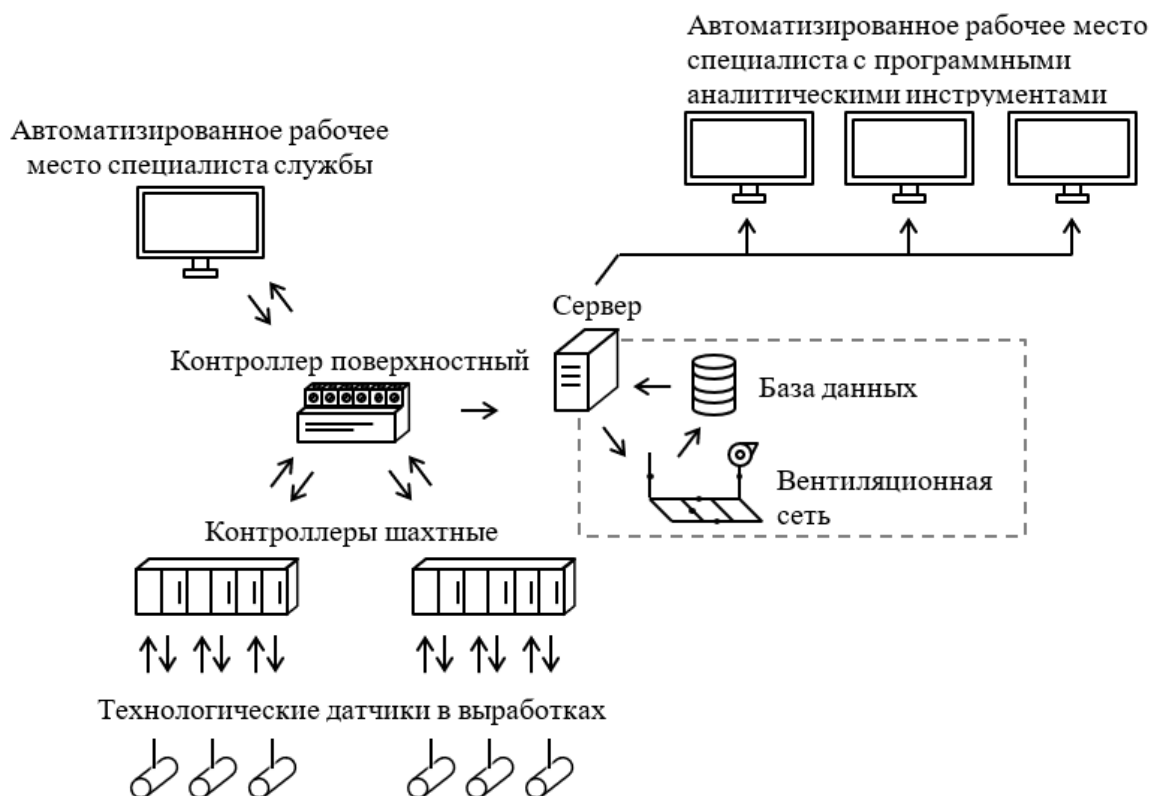 Автоматизированное рабочее место
специалиста с программными
аналитическими инструментами
Автоматизированное рабочее
место специалиста службы
Сервер
Контроллер поверхностный
База данных
Вентиляционная
сеть
Контроллеры шахтные
Технологические датчики в выработках